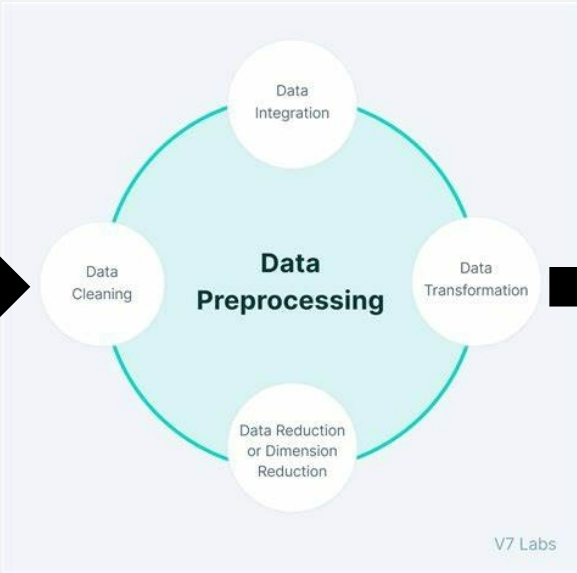 Data
Integration
Data
Cleaning
Data
Preprocessing
Data
Transformation
Data Reduction
or Dimension
Reduction
V7 Labs